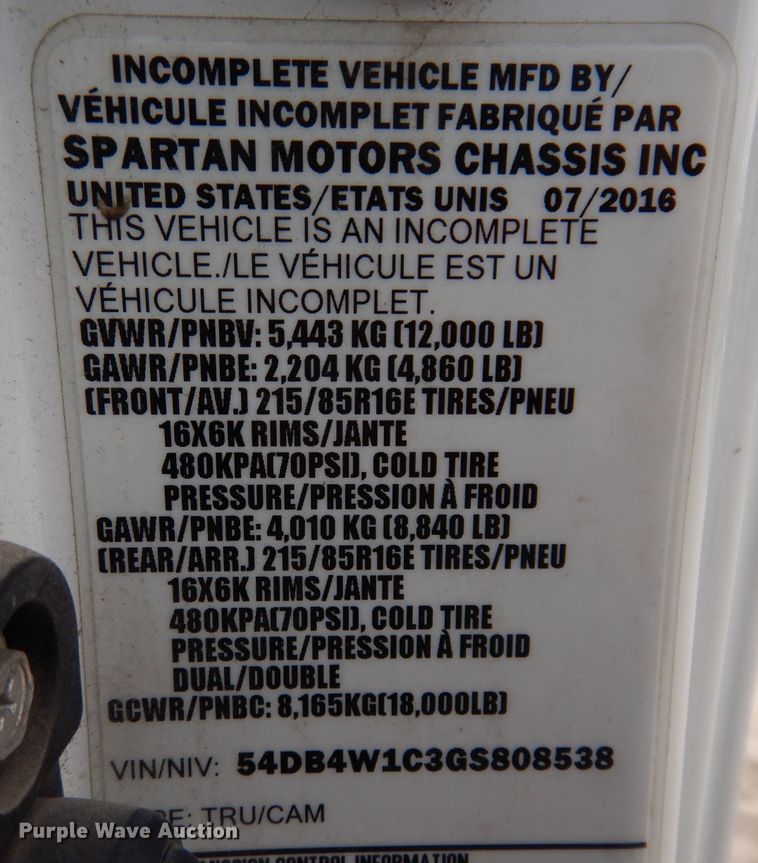 INCOMPLETE VEHICLE MFD BY/
VÉHICULE INCOMPLET FABRIQUÉ PAR
SPARTAN MOTORS CHASSIS INC
UNITED STATES/ETATS UNIS 07/2016
THIS VEHICLE IS AN INCOMPLETE
VEHICLE./LE VÉHICULE EST UN
VÉHICULE INCOMPLET.
GVWR/PNBV: 5,443 KG (12,000 LB)
GAWR/PNBE: 2,204 KG (4,860 LB)
(FRONT/AV.) 215/85R16E TIRES/PNEU
16X6K RIMS/JANTE
480KPA(70PSI), COLD TIRE
PRESSURE/PRESSION À FROID
GAWR/PNBE: 4,010 KG (8,840 LB)
(REAR/ARR.) 215/85R16E TIRES/PNEU
16X6K RIMS/JANTE
480KPA(70PSI), COLD TIRE
PRESSURE/PRESSION À FROID
DUAL/DOUBLE
GCWR/PNBC: 8,165KG(18,000LB)
VIN/NIV: 54DB4W1C3GS808538
TRU/CAM
Purple Wave Auction
CONTROL INFORMATION